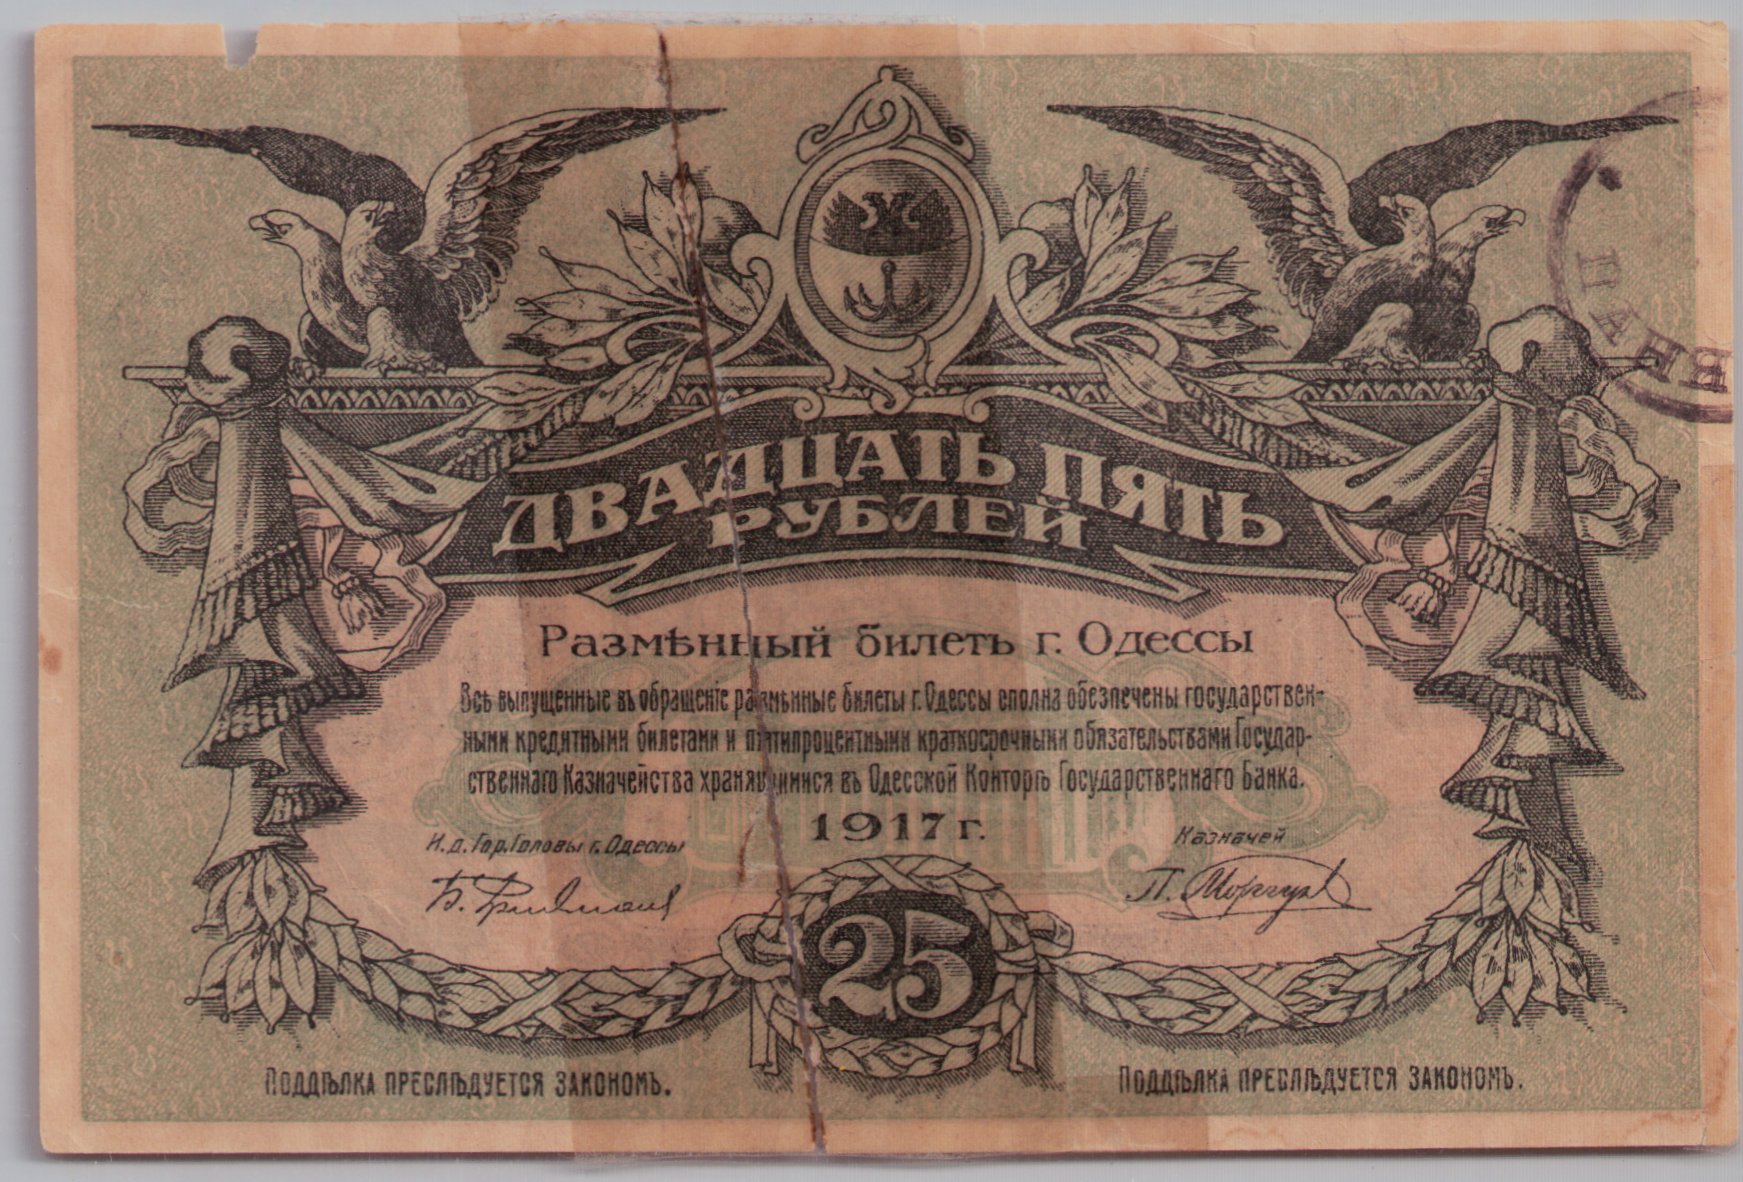 ДВАДЦАТЬ ПЯТЬ
РУБЛЕЙ
Размѣнный билетъ г. Одессы
Всѣ выпущенные въ обращеніе размѣнные билеты г. Одессы сполна обезпечены государствен-
ными кредитными билетами и пятипроцентными краткосрочными обязательствами Государ-
ственнаго Казначейства хранящимися въ Одесской Конторѣ Государственнаго Банка.
1917 г.
И. д. Гор. Головы г. Одессы
Казначей
25
Поддѣлка преслѣдуется закономъ.
Поддѣлка преслѣдуется закономъ.